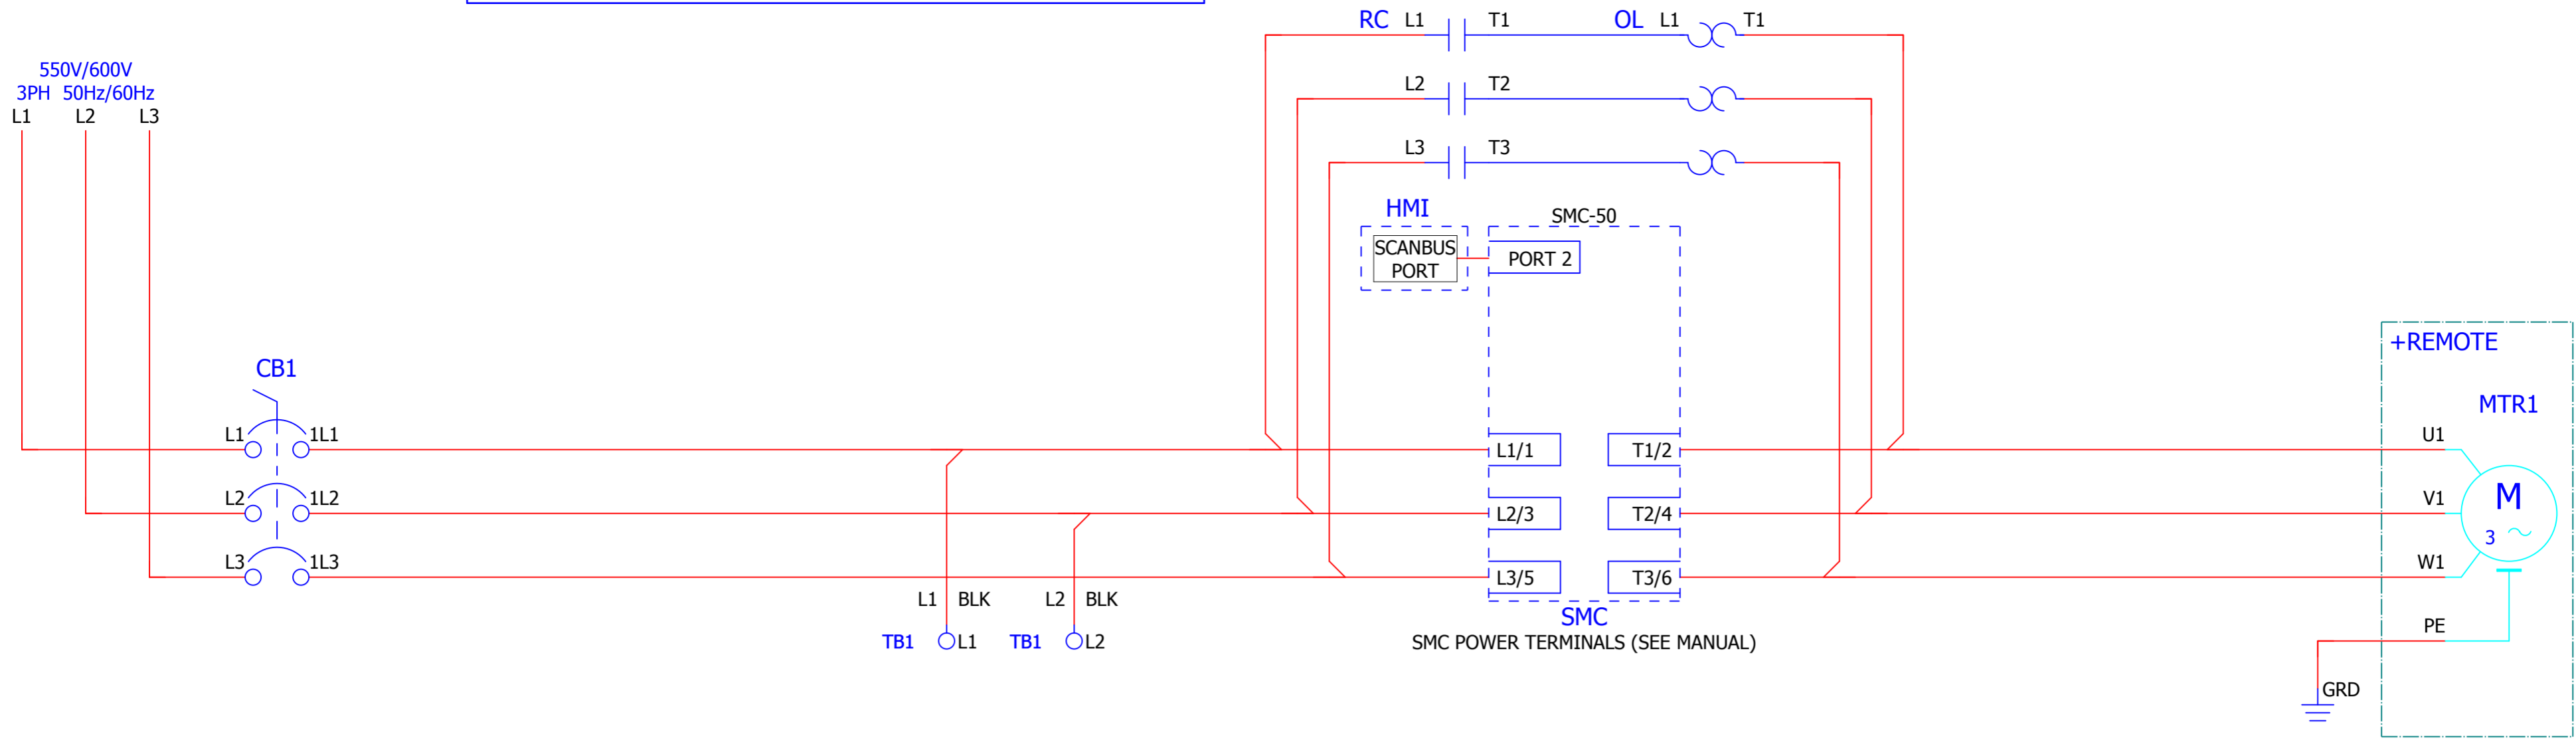 RC L1 T1 OL L1 T1
550V/600V
3PH 50Hz/60Hz
L1 L2 L3
L2 T2
L3 T3
HMI
SMC-50
SCANBUS
PORT
PORT 2
+REMOTE
CB1
MTR1
L1 1L1 L1/1 T1/2 U1
L2 1L2 L2/3 T2/4 V1
M
3
L3 1L3 L3/5 T3/6 W1
L1 BLK L2 BLK
SMC
PE
TB1 L1 TB1 L2
SMC POWER TERMINALS (SEE MANUAL)
GRD